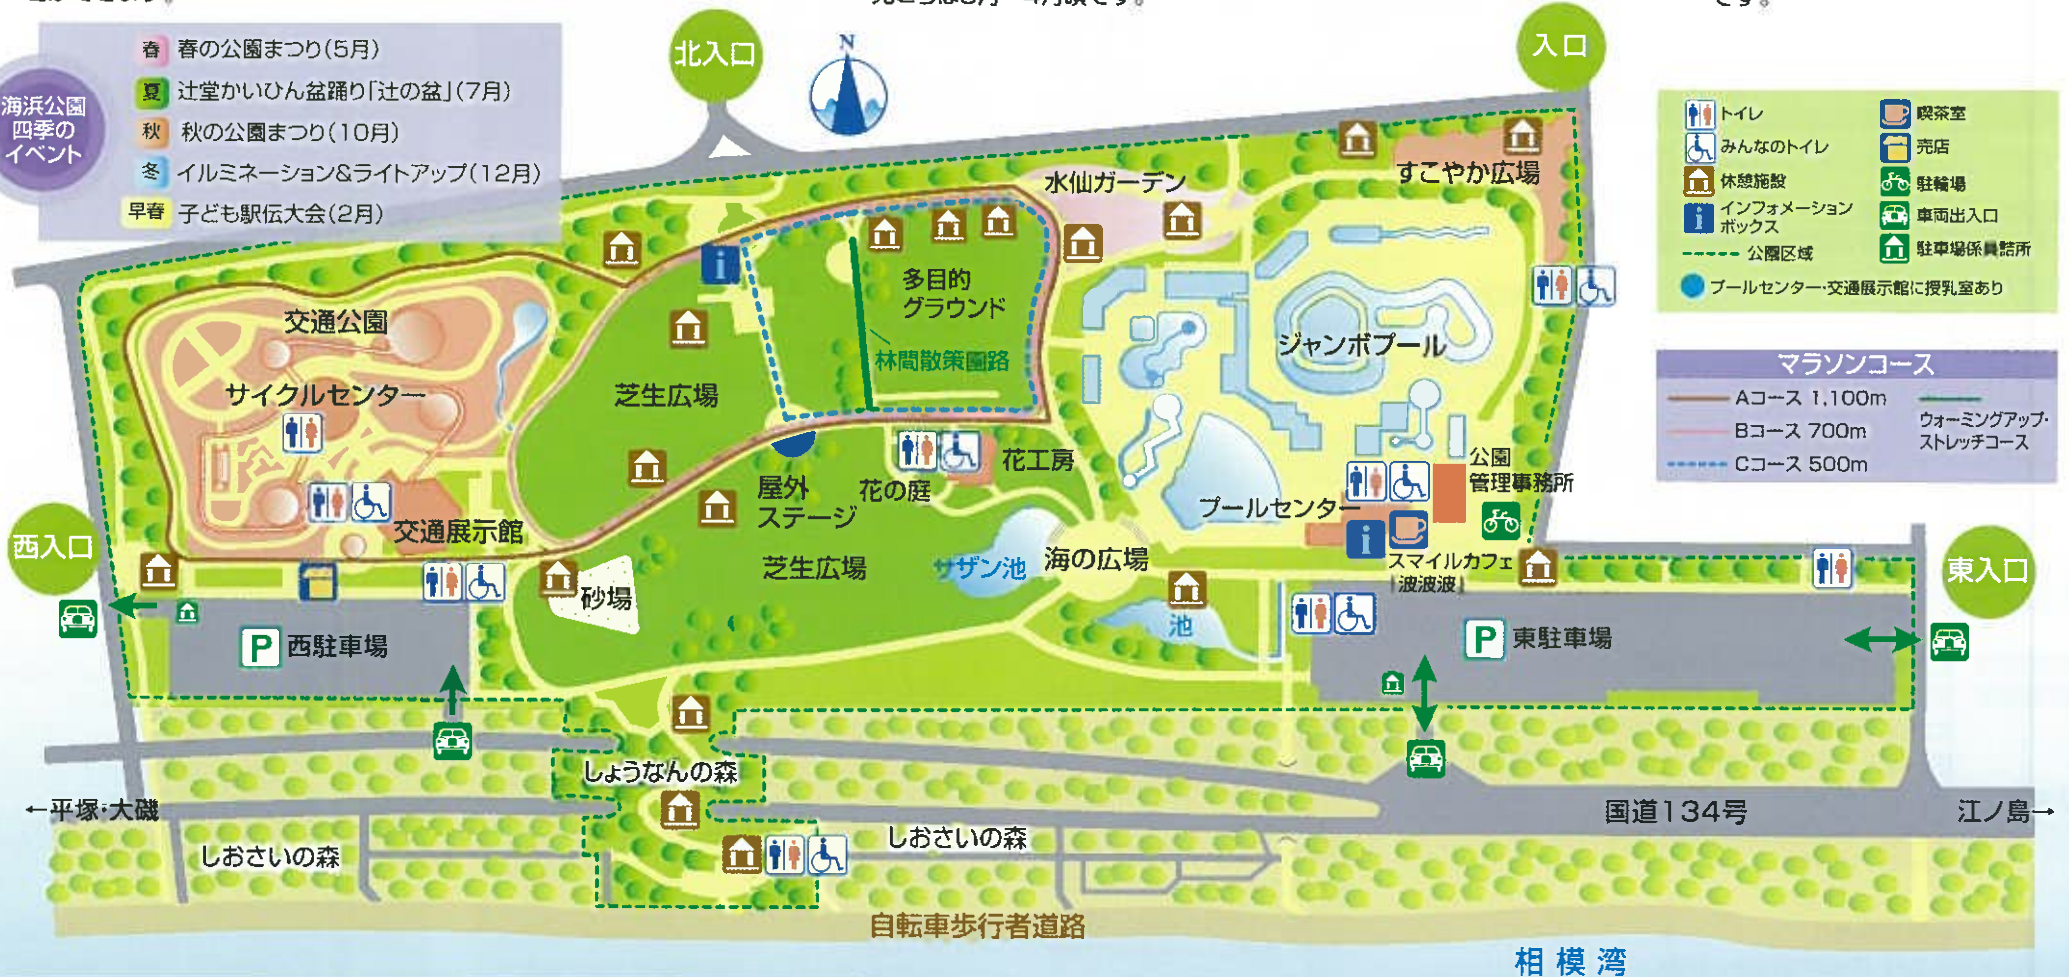 です。
海浜公園
四季の
イベント
春 春の公園まつり(5月)
夏 辻堂かいひん盆踊り「辻の盆」(7月)
秋 秋の公園まつり(10月)
冬 イルミネーション&ライトアップ(12月)
早春 子ども駅伝大会(2月)
北入口
N
入口
トイレ
みんなのトイレ
休憩施設
インフォメーション
ボックス
公園区域
喫茶室
売店
駐輪場
車両出入口
駐車場係員詰所
プールセンター・交通展示館に授乳室あり
マラソンコース
Aコース 1,100m
Bコース 700m
Cコース 500m
ウォーミングアップ・
ストレッチコース
水仙ガーデン
すこやか広場
交通公園
サイクルセンター
交通展示館
芝生広場
多目的
グラウンド
林間散策園路
ジャンボプール
屋外
ステージ
花の庭
花工房
プールセンター
公園
管理事務所
スマイルカフェ
「波波波」
西入口
東入口
芝生広場
サザン池
海の広場
砂場
池
P 西駐車場
P 東駐車場
しょうなんの森
←平塚・大磯
国道134号
江ノ島→
しおさいの森
しおさいの森
自転車歩行者道路
相模湾